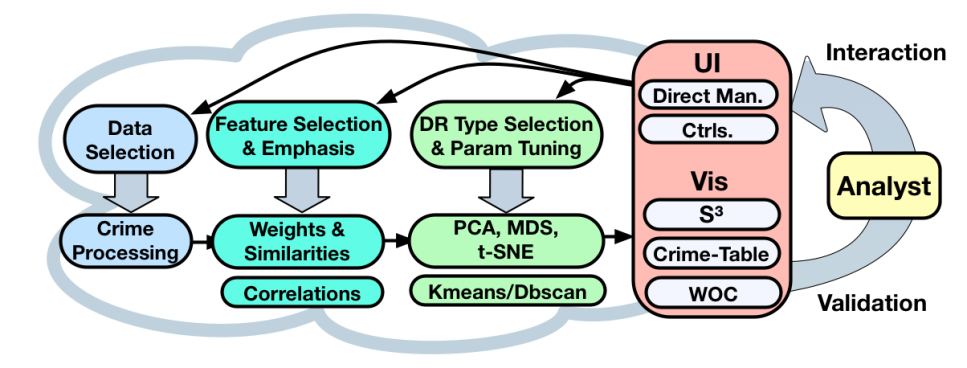 Data
Selection
Feature Selection
& Emphasis
DR Type Selection
& Param Tuning
Crime
Processing
Weights &
Similarities
Correlations
PCA, MDS,
t-SNE
Kmeans/Dbscan
UI
Direct Man.
Ctrls.
Vis
S³
Crime-Table
WOC
Interaction
Analyst
Validation